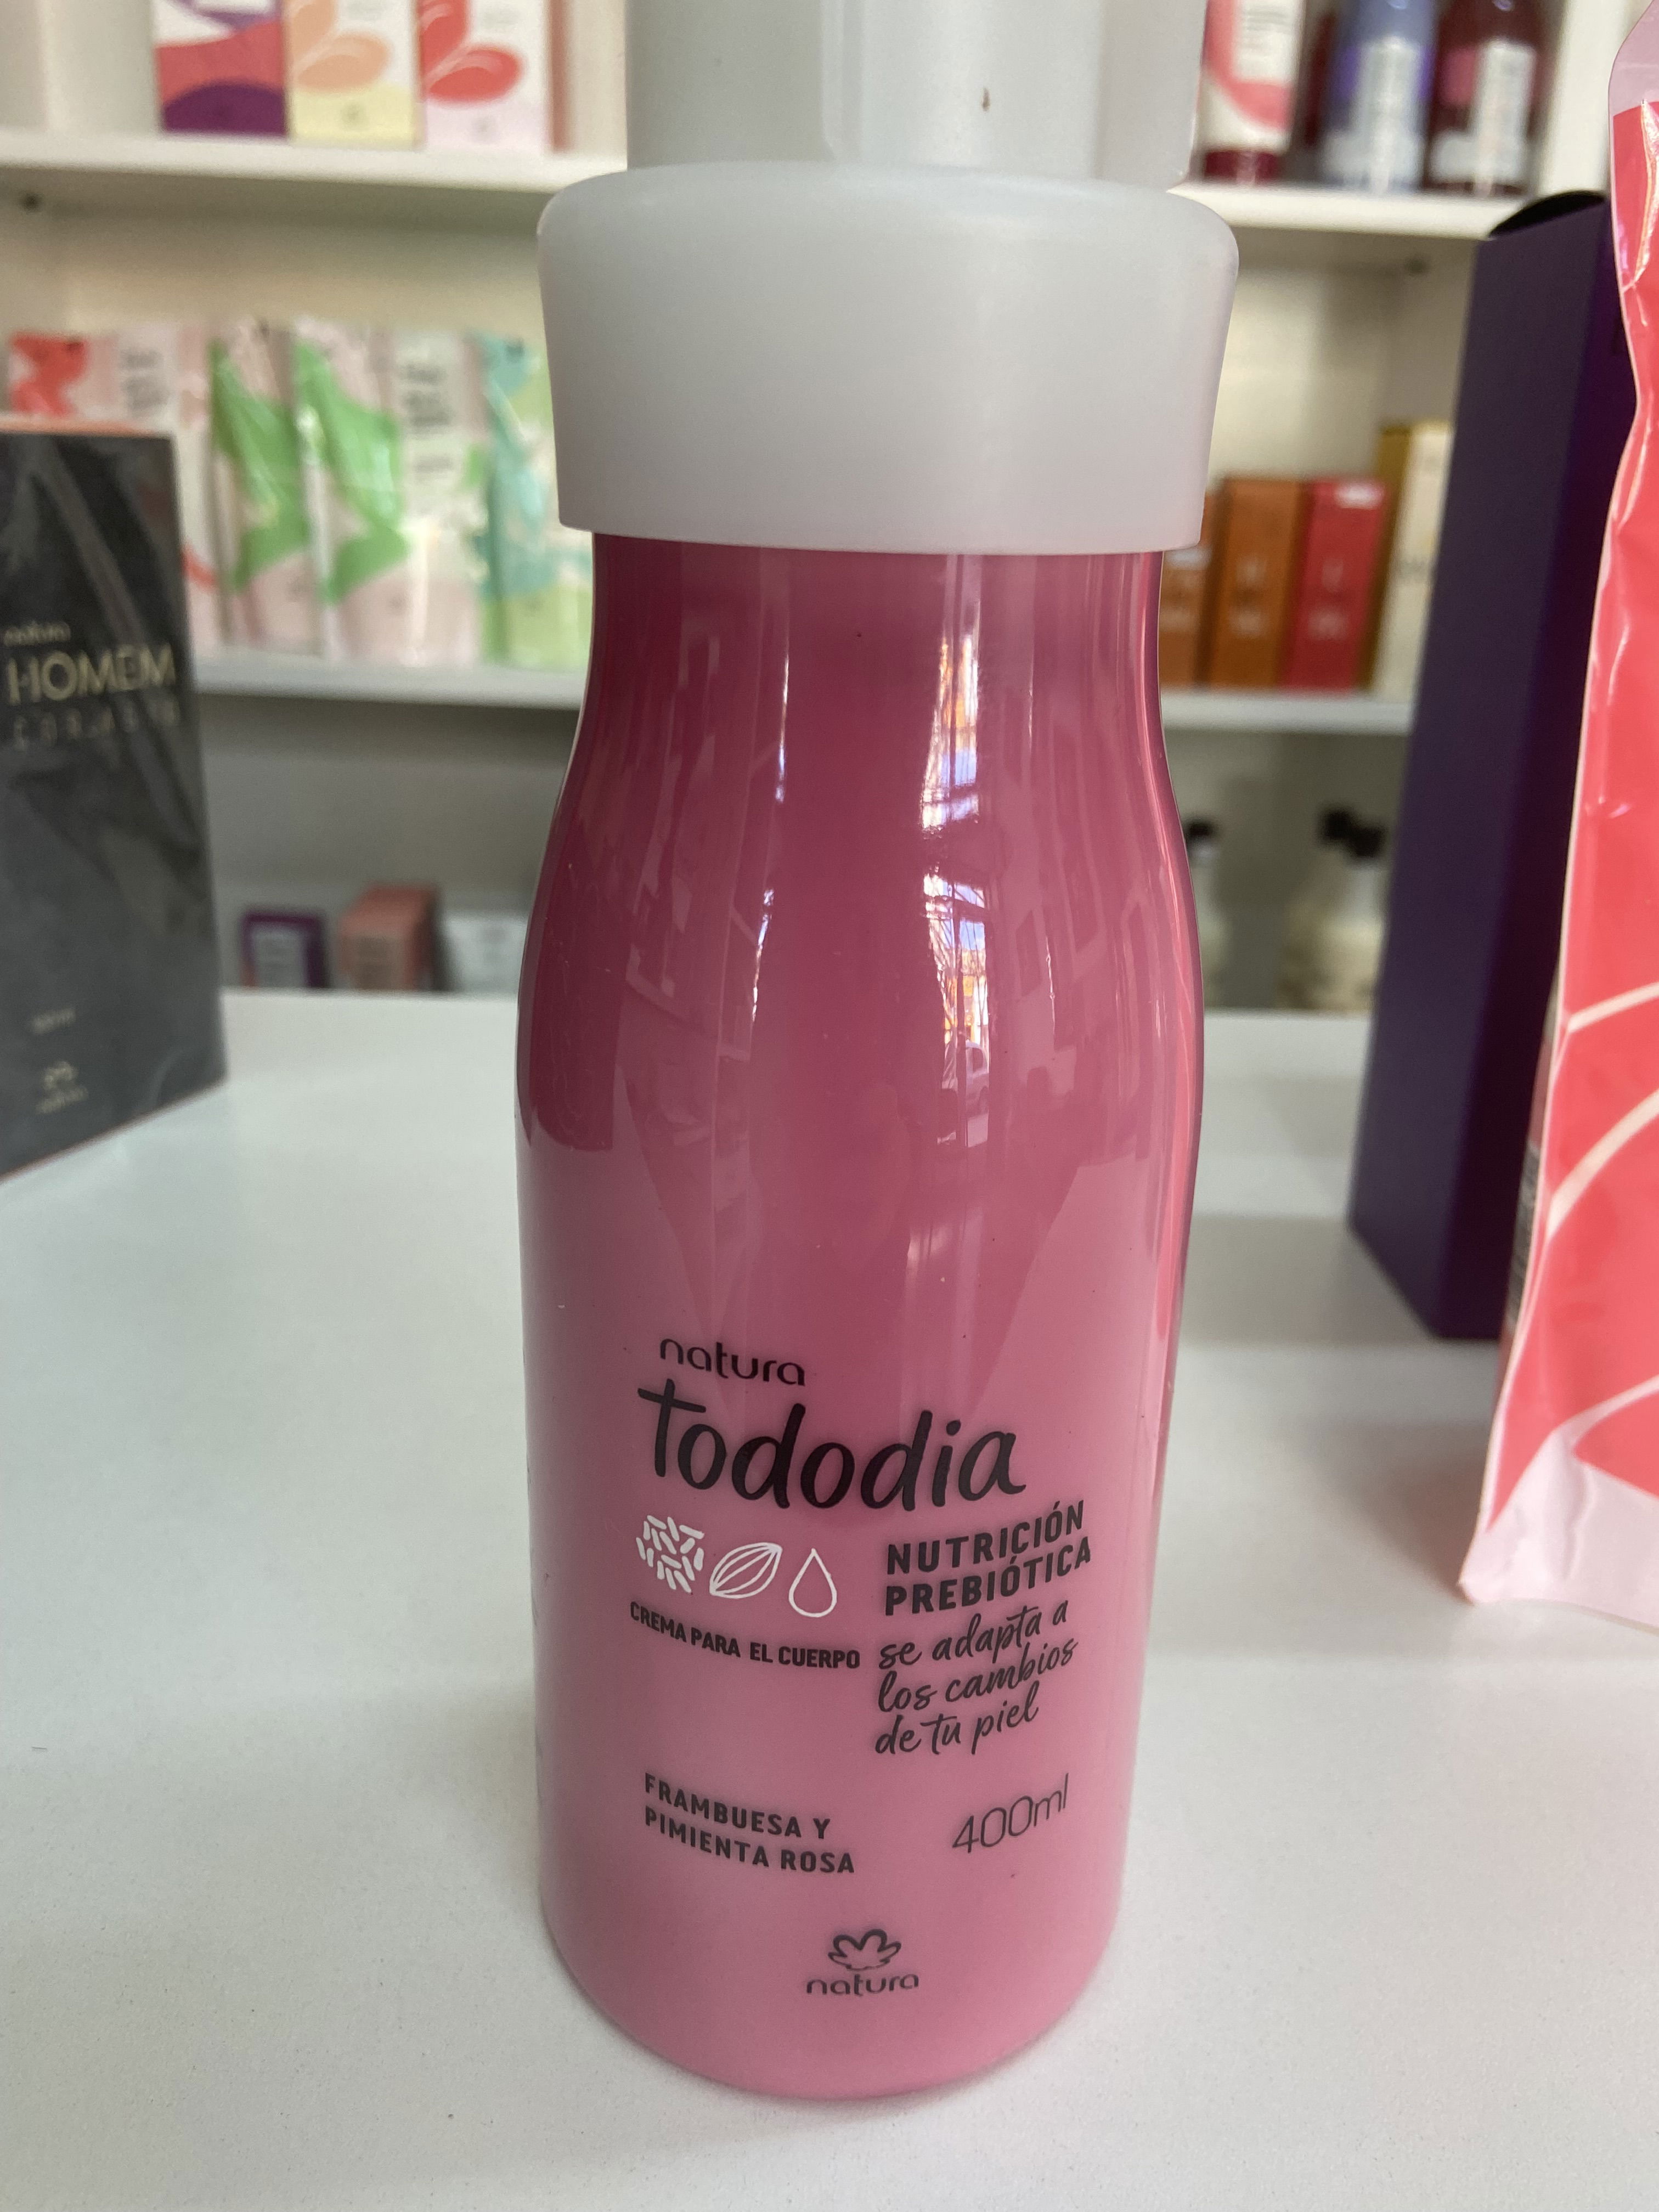 natura
HOMEM
natura
tododia
NUTRICIÓN
PREBIÓTICA
se adapta a
los cambios
de tu piel
CREMA PARA EL CUERPO
FRAMBUESA Y
PIMIENTA ROSA
400ml
natura